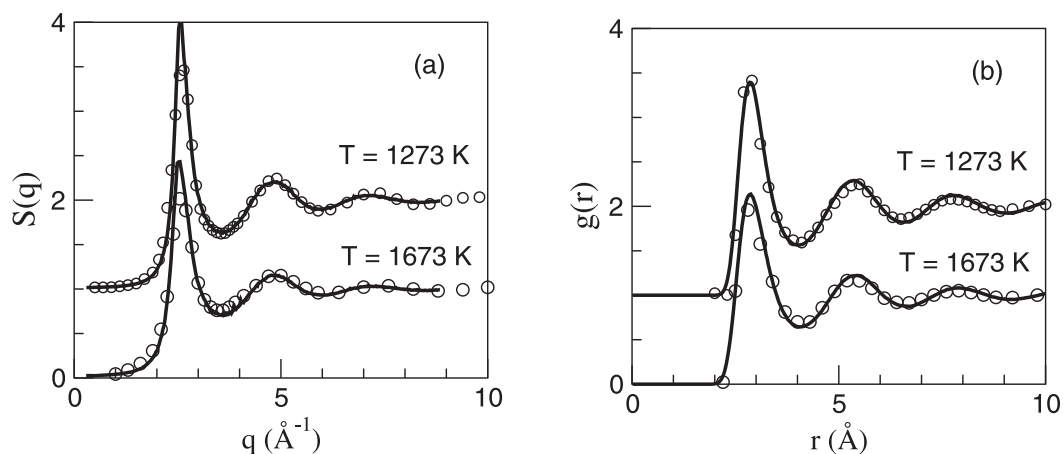 4
(a)
T = 1273 K
S(q)
2
T = 1673 K
0
0
5
10
q (Å⁻¹)
4
(b)
T = 1273 K
g(r)
2
T = 1673 K
0
0
5
10
r (Å)